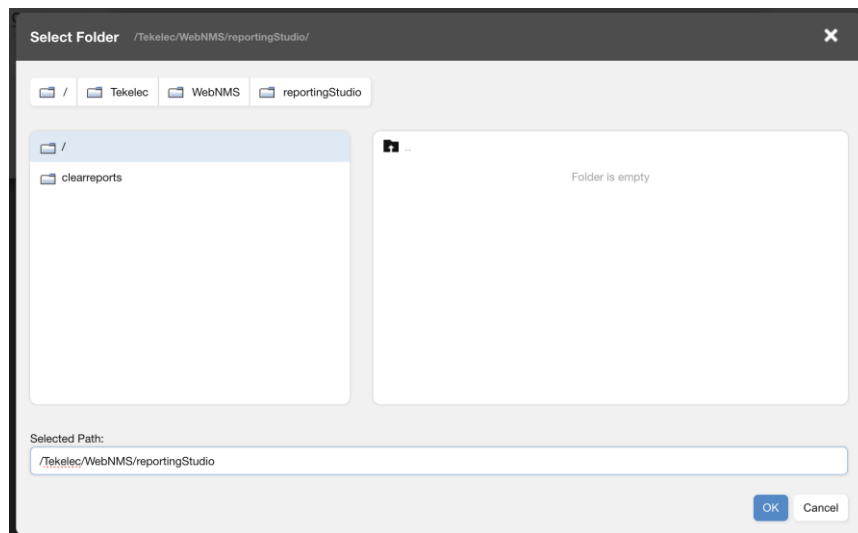 Select Folder /Tekelec/WebNMS/reportingStudio/
/ Tekelec WebNMS reportingStudio
/
..
clearreports
Folder is empty
Selected Path:
/Tekelec/WebNMS/reportingStudio
OK Cancel